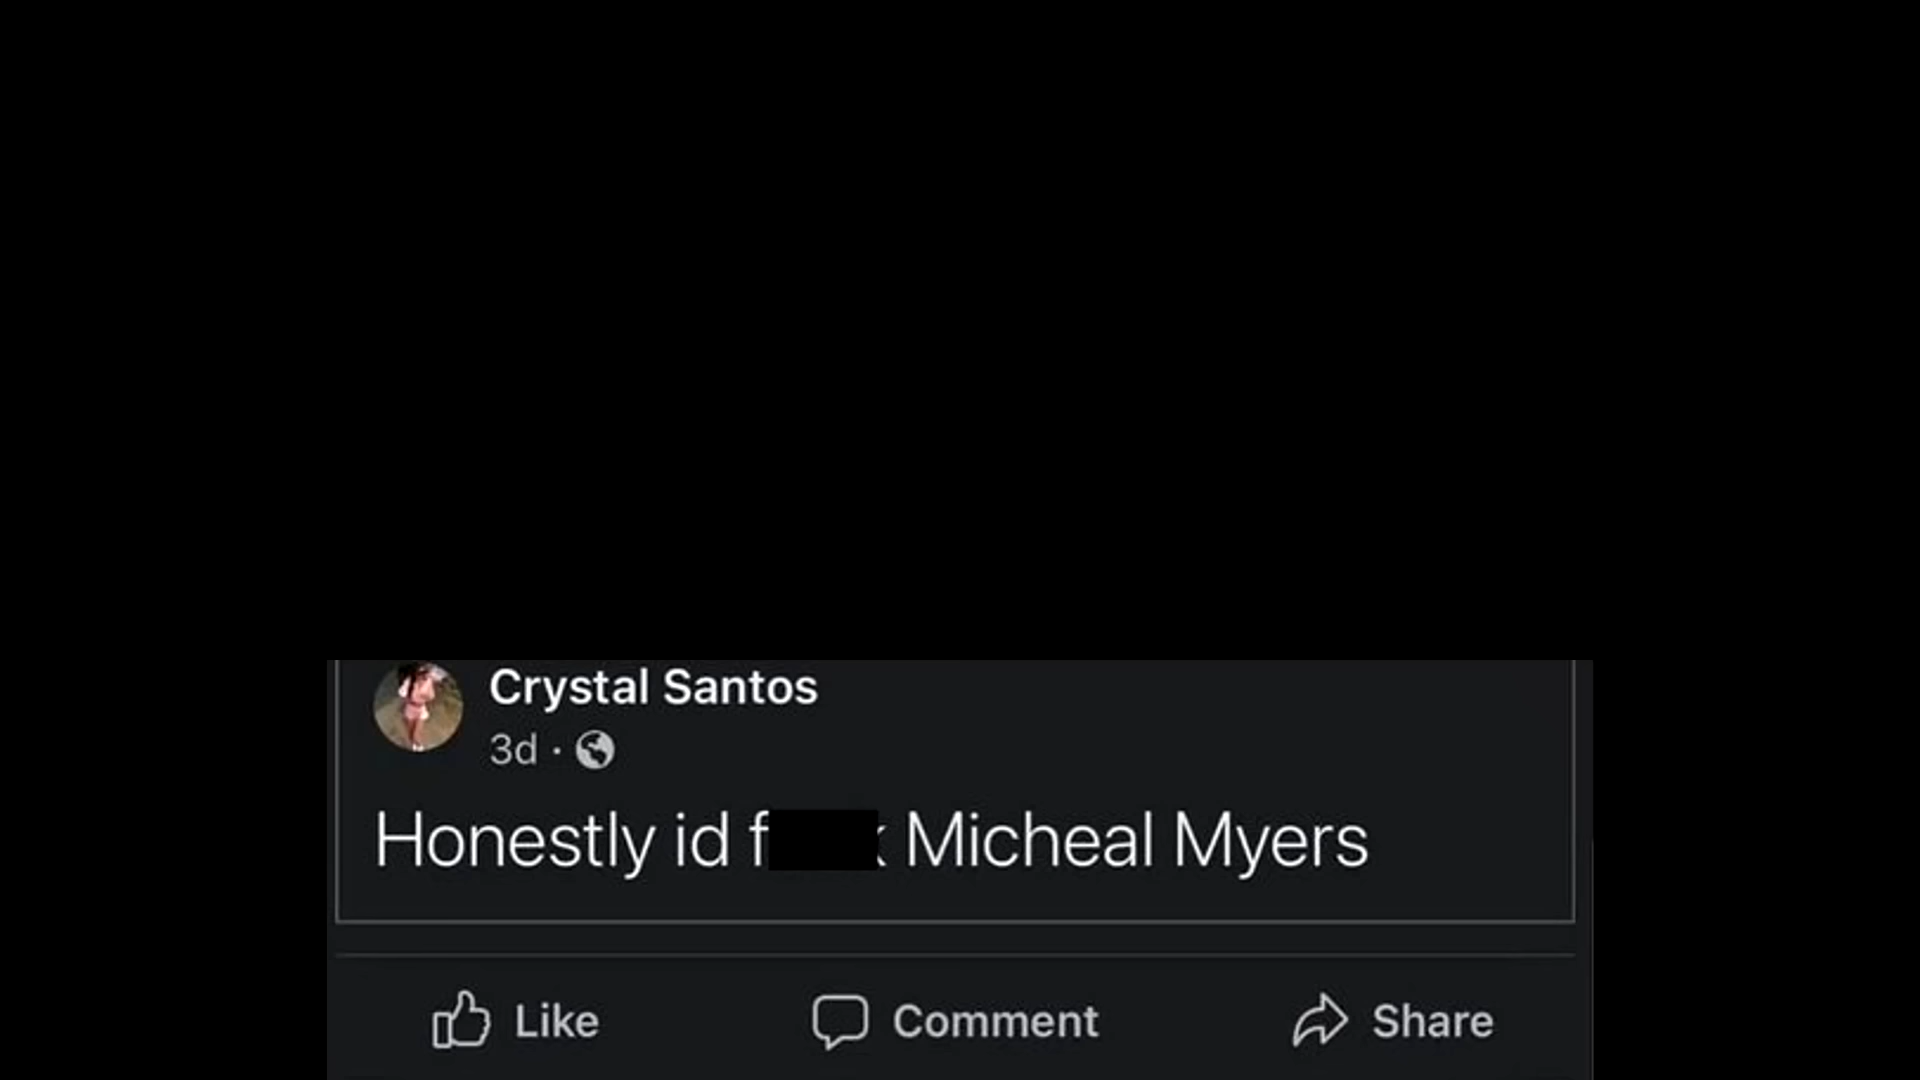 Crystal Santos
3d ·
Honestly id f k Micheal Myers
Like Comment Share